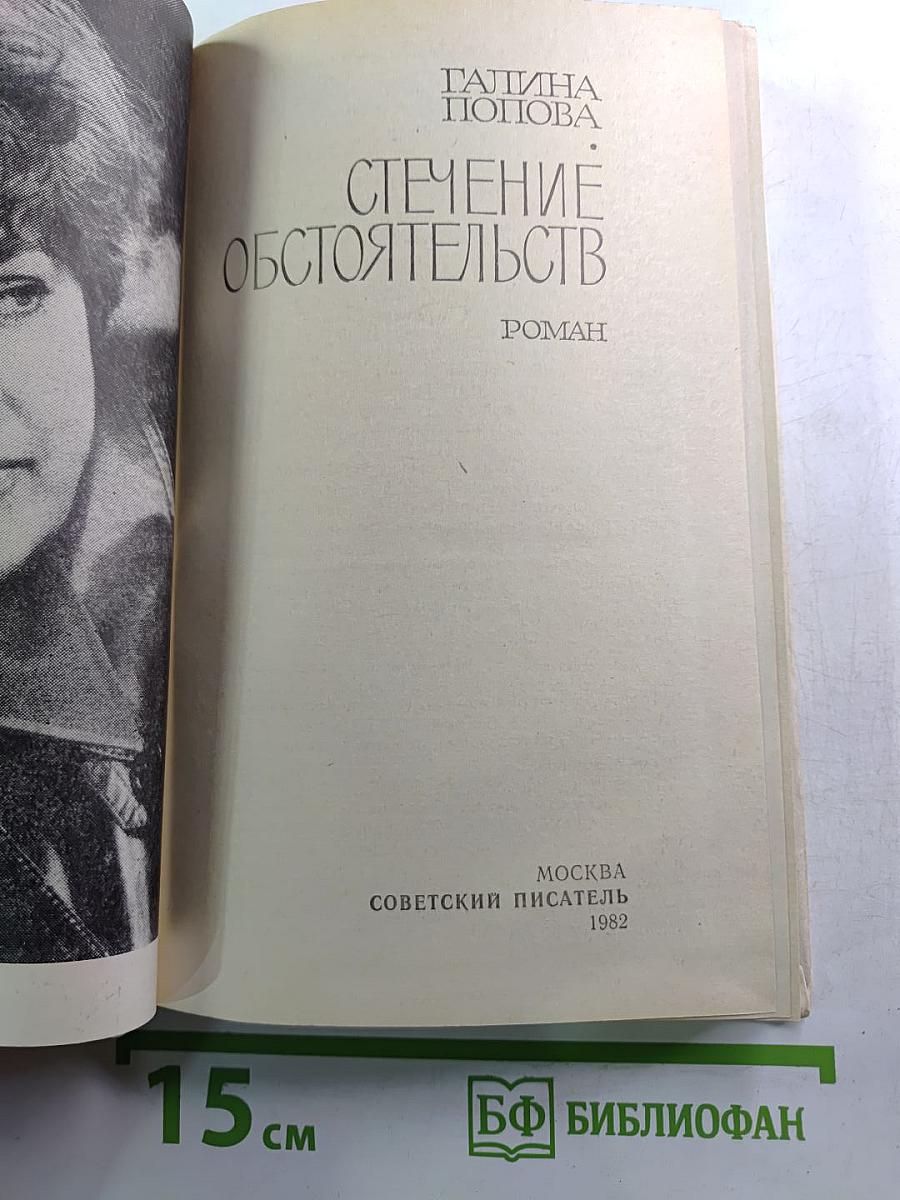 ГАЛИНА
ПОПОВА
СТЕЧЕНИЕ
ОБСТОЯТЕЛЬСТВ
РОМАН
МОСКВА
СОВЕТСКИЙ ПИСАТЕЛЬ
1982
15 см
БФ БИБЛИОФАН